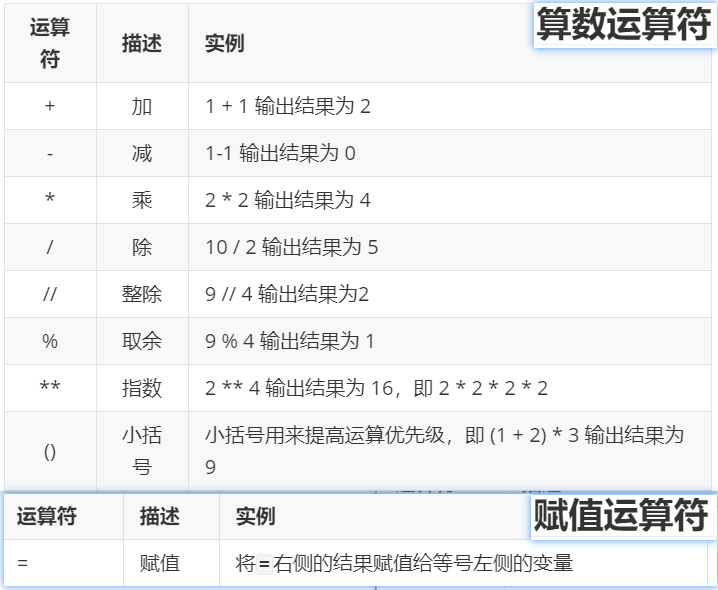 算数运算符
运算
符 描述 实例
+ 加 1 + 1 输出结果为 2
- 减 1-1 输出结果为 0
* 乘 2 * 2 输出结果为 4
/ 除 10 / 2 输出结果为 5
// 整除 9 // 4 输出结果为2
% 取余 9 % 4 输出结果为 1
** 指数 2 ** 4 输出结果为 16，即 2 * 2 * 2 * 2
() 小括号 小括号用来提高运算优先级，即 (1 + 2) * 3 输出结果为
9
赋值运算符
运算符 描述 实例
= 赋值 将=右侧的结果赋值给等号左侧的变量